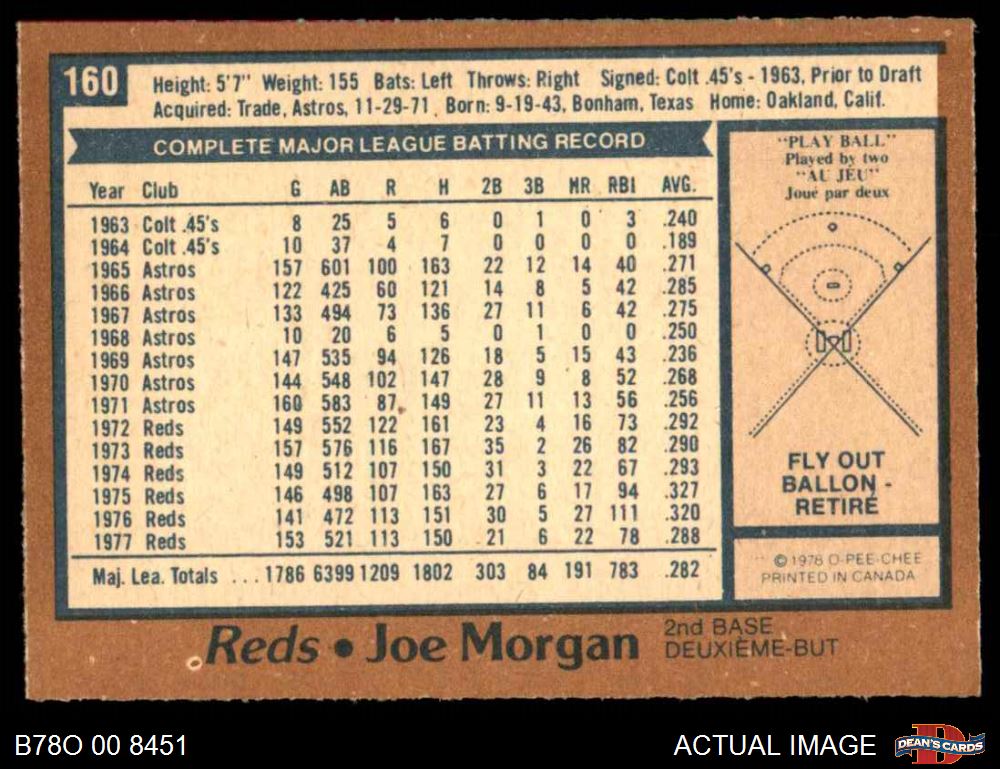 160
Height: 5'7" Weight: 155 Bats: Left Throws: Right Signed: Colt .45's - 1963, Prior to Draft
Acquired: Trade, Astros, 11-29-71 Born: 9-19-43, Bonham, Texas Home: Oakland, Calif.
COMPLETE MAJOR LEAGUE BATTING RECORD
Year Club G AB R H 2B 3B HR RBI AVG.
1963 Colt .45's 8 25 5 6 0 1 0 3 .240
1964 Colt .45's 10 37 4 7 0 0 0 0 .189
1965 Astros 157 601 100 163 22 12 14 40 .271
1966 Astros 122 425 60 121 14 8 5 42 .285
1967 Astros 133 494 73 136 27 11 6 42 .275
1968 Astros 10 20 6 5 0 1 0 0 .250
1969 Astros 147 535 94 126 18 5 15 43 .236
1970 Astros 144 548 102 147 28 9 8 52 .268
1971 Astros 160 583 87 149 27 11 13 56 .256
1972 Reds 149 552 122 161 23 4 16 73 .292
1973 Reds 157 576 116 167 35 2 26 82 .290
1974 Reds 149 512 107 150 31 3 22 67 .293
1975 Reds 146 498 107 163 27 6 17 94 .327
1976 Reds 141 472 113 151 30 5 27 111 .320
1977 Reds 153 521 113 150 21 6 22 78 .288
Maj. Lea. Totals ... 1786 6399 1209 1802 303 84 191 783 .282
"PLAY BALL"
Played by two
"AU JEU"
Joué par deux
FLY OUT
BALLON -
RETIRÉ
© 1978 O-PEE-CHEE
PRINTED IN CANADA
Reds • Joe Morgan
2nd BASE
DEUXIÈME-BUT
B78O 00 8451
ACTUAL IMAGE
D
DEAN'S CARDS